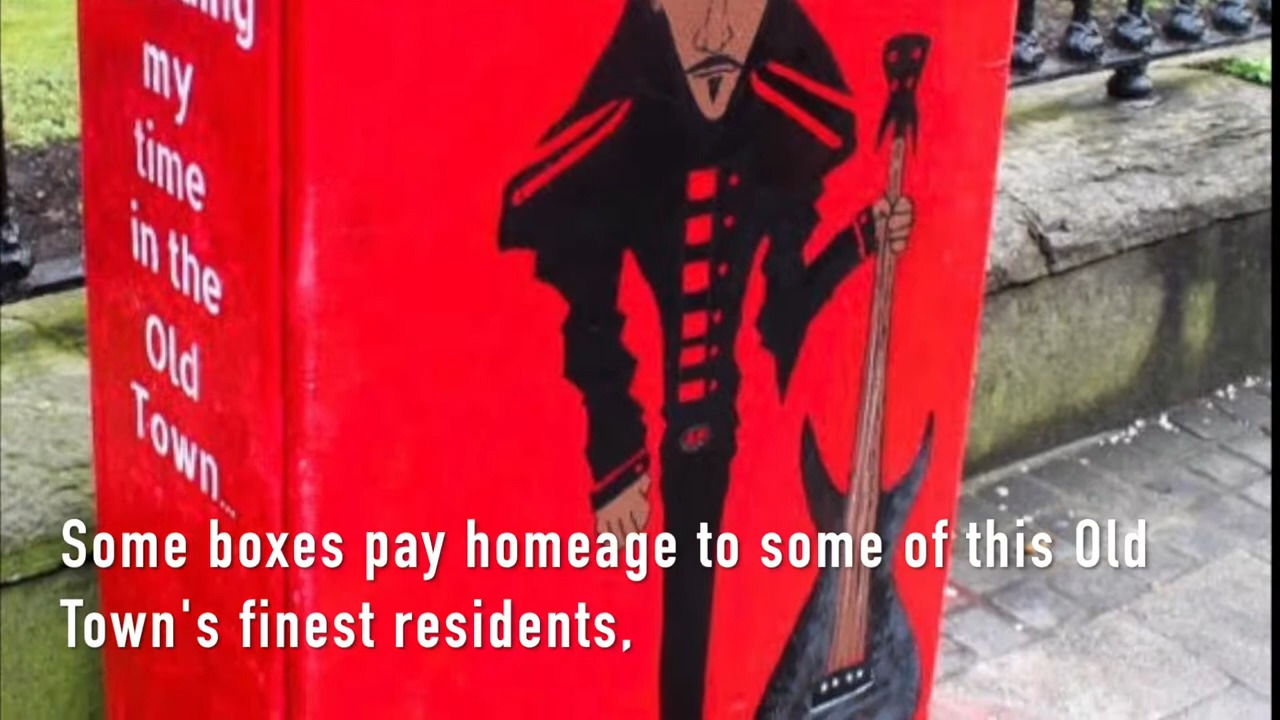 my
time
in the
Old
Town...
Some boxes pay homeage to some of this Old
Town's finest residents,